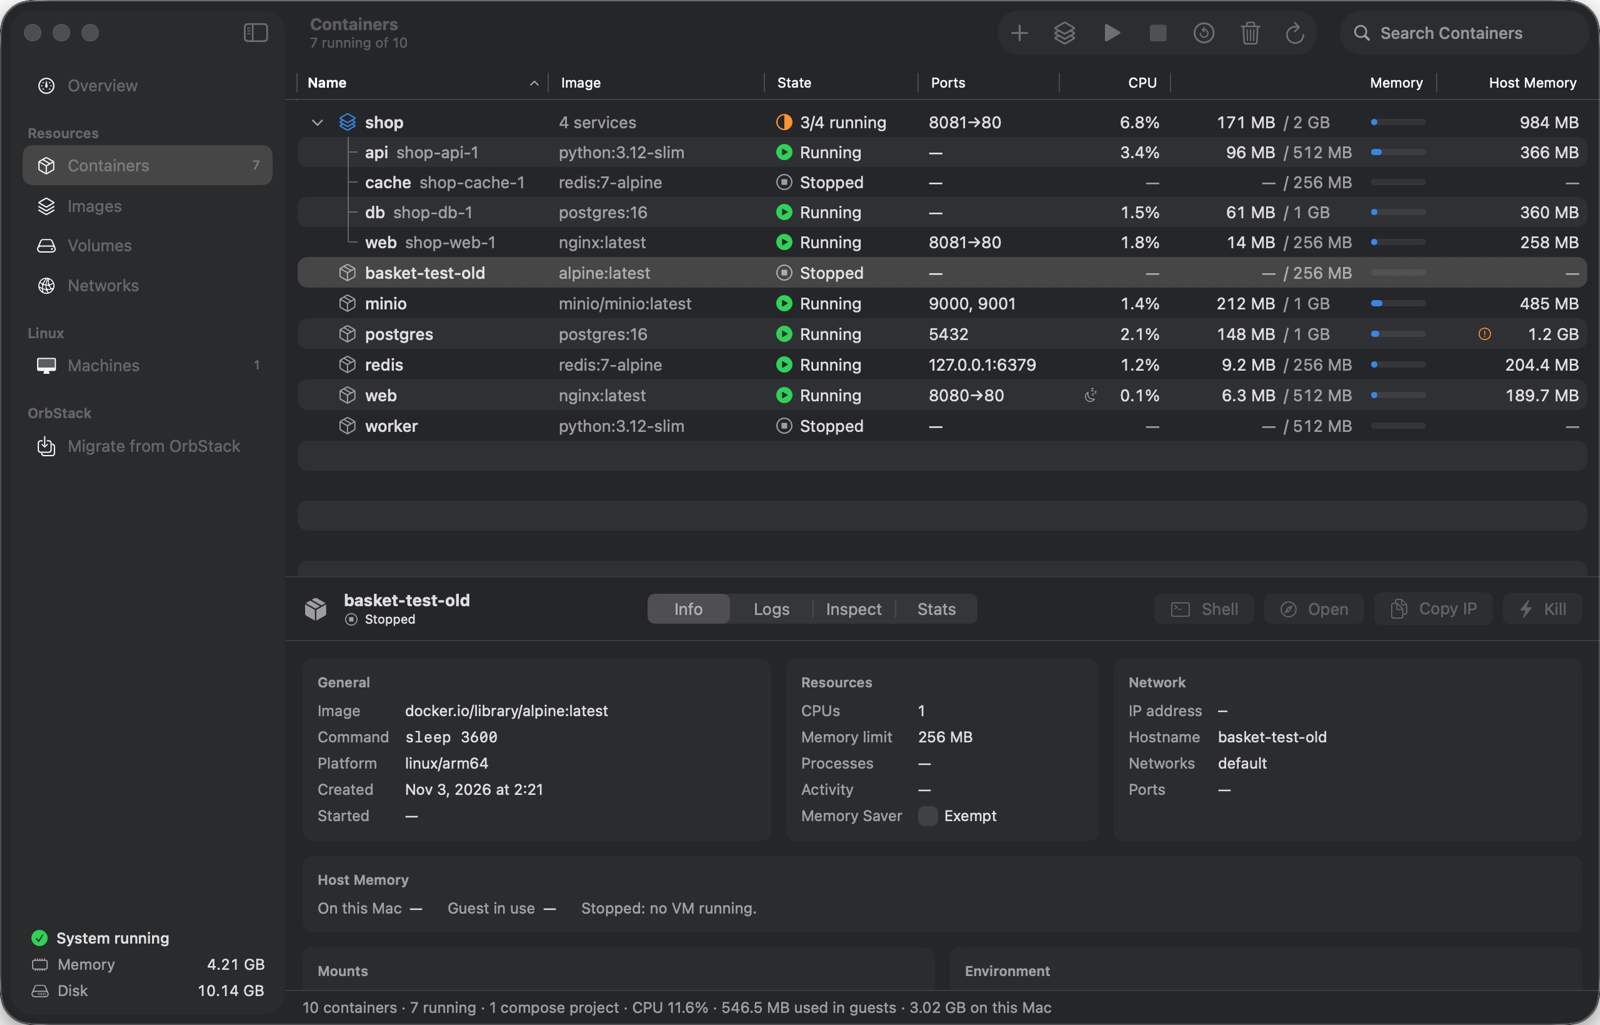 Containers
7 running of 10
Search Containers
Overview
Resources
Containers 7
Images
Volumes
Networks
Linux
Machines 1
OrbStack
Migrate from OrbStack
System running
Memory 4.21 GB
Disk 10.14 GB
Name Image State Ports CPU Memory Host Memory
shop 4 services 3/4 running 8081→80 6.8% 171 MB / 2 GB 984 MB
api shop-api-1 python:3.12-slim Running — 3.4% 96 MB / 512 MB 366 MB
cache shop-cache-1 redis:7-alpine Stopped — — — / 256 MB —
db shop-db-1 postgres:16 Running — 1.5% 61 MB / 1 GB 360 MB
web shop-web-1 nginx:latest Running 8081→80 1.8% 14 MB / 256 MB 258 MB
basket-test-old alpine:latest Stopped — — — / 256 MB —
minio minio/minio:latest Running 9000, 9001 1.4% 212 MB / 1 GB 485 MB
postgres postgres:16 Running 5432 2.1% 148 MB / 1 GB 1.2 GB
redis redis:7-alpine Running 127.0.0.1:6379 1.2% 9.2 MB / 256 MB 204.4 MB
web nginx:latest Running 8080→80 0.1% 6.3 MB / 512 MB 189.7 MB
worker python:3.12-slim Stopped — — — / 512 MB —
basket-test-old
Stopped
Info Logs Inspect Stats
Shell Open Copy IP Kill
General
Image docker.io/library/alpine:latest
Command sleep 3600
Platform linux/arm64
Created Nov 3, 2026 at 2:21
Started —
Resources
CPUs 1
Memory limit 256 MB
Processes —
Activity —
Memory Saver Exempt
Network
IP address —
Hostname basket-test-old
Networks default
Ports —
Host Memory
On this Mac — Guest in use — Stopped: no VM running.
Mounts
Environment
10 containers · 7 running · 1 compose project · CPU 11.6% · 546.5 MB used in guests · 3.02 GB on this Mac